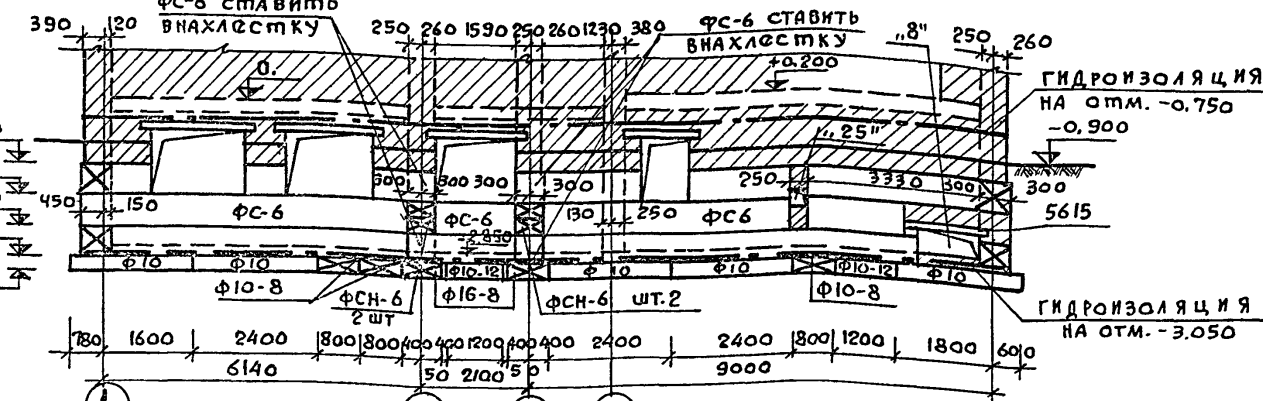 ФС-6 СТАВИТЬ
ВНАХЛЕСТКУ
ФС-6 СТАВИТЬ
ВНАХЛЕСТКУ
390 120 250 260 1590 250 260 1230 380 „8" 250 260
0. +0,200
ГИДРОИЗОЛЯЦИЯ
НА ОТМ. -0,750
-0,900
„25"
300 300 300 250 3330 300 300
450 150 ФС-6 ФС-6 300 130 250 ФС6 5615
-2.850
Ф10 Ф10 Ф10-12 Ф10 Ф10 Ф10-12 Ф10
Ф10-8 ФСН-6 Ф16-8 ФСН-6 ШТ.2 Ф10-8
2 ШТ
ГИДРОИЗОЛЯЦИЯ
НА ОТМ. -3.050
780 1600 2400 800 800 400 400 1200 400 400 2400 2400 800 1200 1800 600
6140 50 2100 50 9000